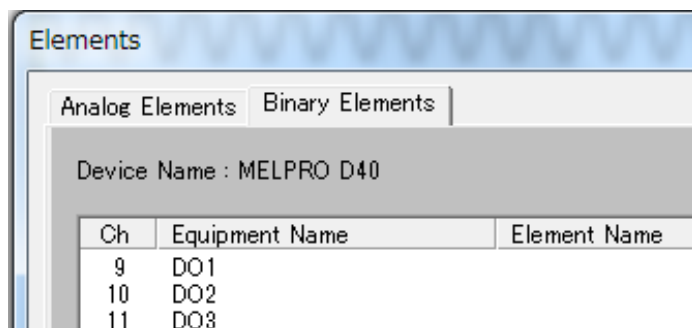 Elements
Analog Elements Binary Elements
Device Name : MELPRO D40
Ch Equipment Name Element Name
9 DO1
10 DO2
11 DO3